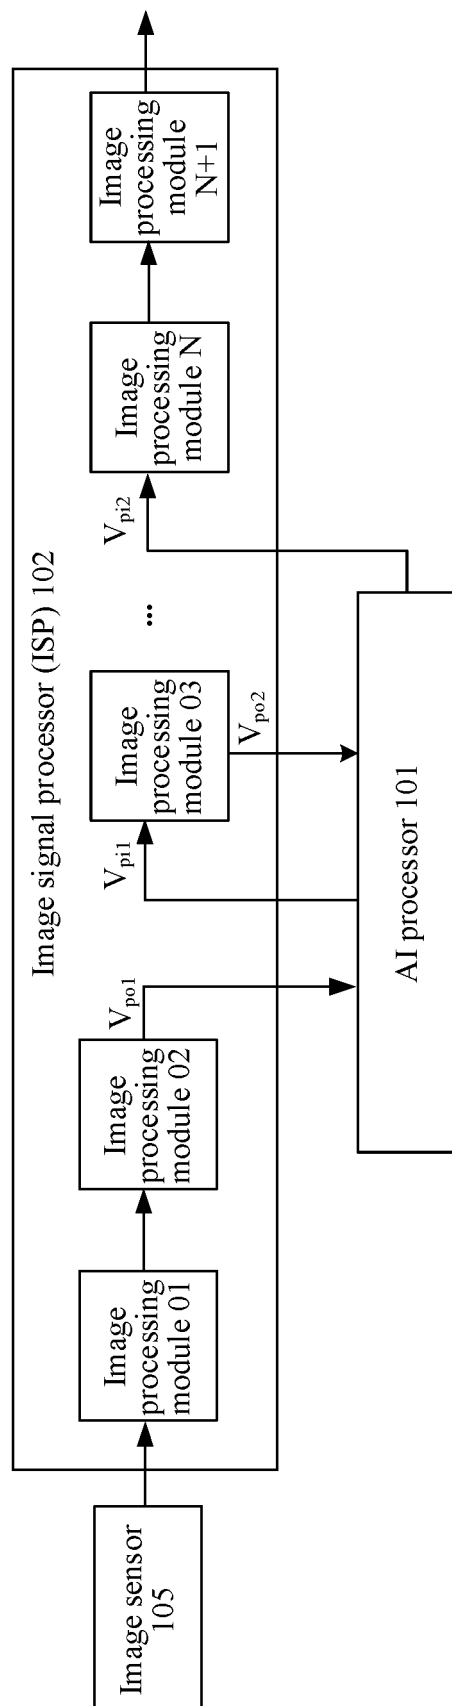 Image signal processor (ISP) 102
Image sensor
105
Image
processing
module 01
Image
processing
module 02
V_po1
V_pi1
Image
processing
module 03
V_po2
...
V_pi2
Image
processing
module N
Image
processing
module
N+1
AI processor 101